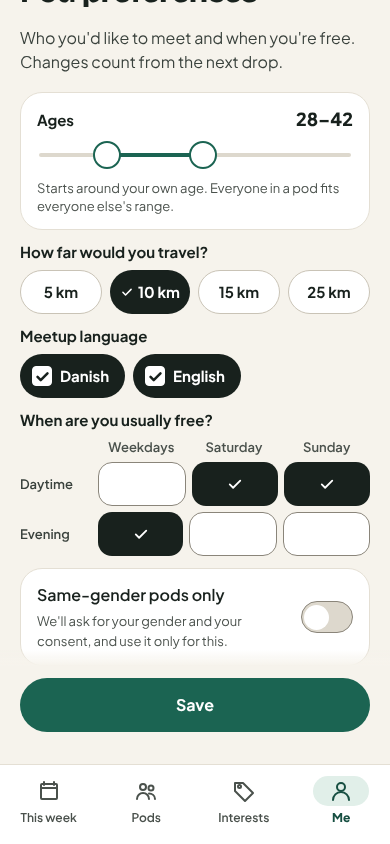 Pod preferences
Who you'd like to meet and when you're free.
Changes count from the next drop.
Ages
28–42
Starts around your own age. Everyone in a pod fits
everyone else's range.
How far would you travel?
5 km
10 km
15 km
25 km
Meetup language
Danish
English
When are you usually free?
Weekdays Saturday Sunday
Daytime
Evening
Same-gender pods only
We'll ask for your gender and your
consent, and use it only for this.
Save
This week
Pods
Interests
Me